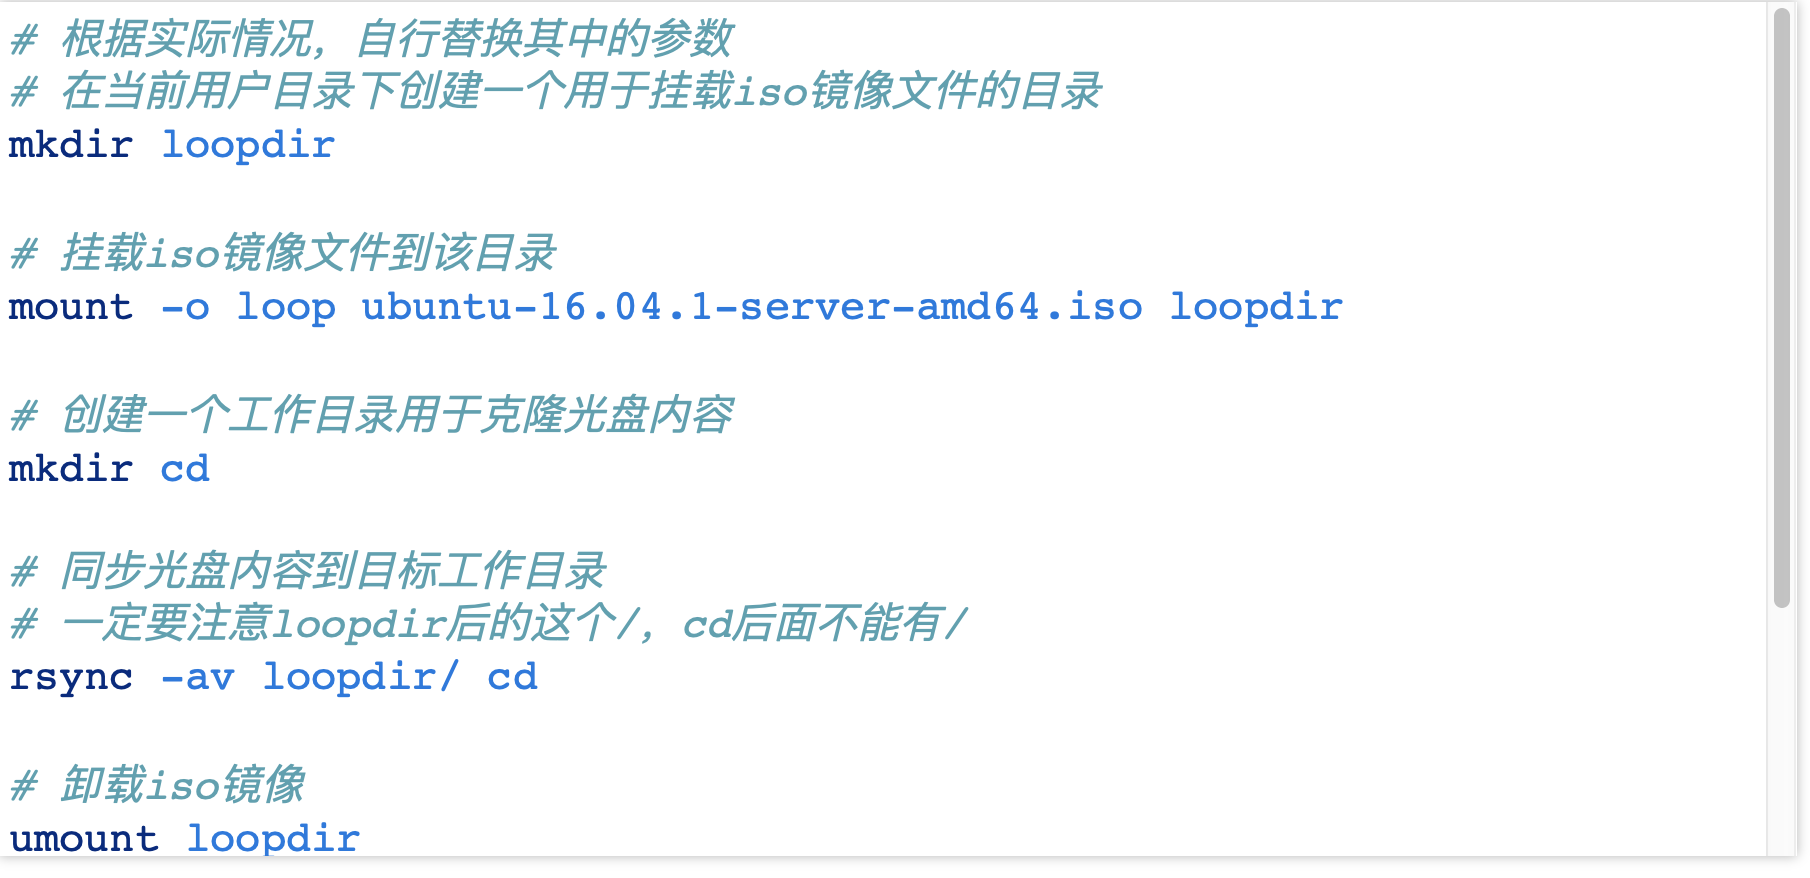 # 根据实际情况，自行替换其中的参数
# 在当前用户目录下创建一个用于挂载iso镜像文件的目录
mkdir loopdir
# 挂载iso镜像文件到该目录
mount -o loop ubuntu-16.04.1-server-amd64.iso loopdir
# 创建一个工作目录用于克隆光盘内容
mkdir cd
# 同步光盘内容到目标工作目录
# 一定要注意loopdir后的这个/，cd后面不能有/
rsync -av loopdir/ cd
# 卸载iso镜像
umount loopdir